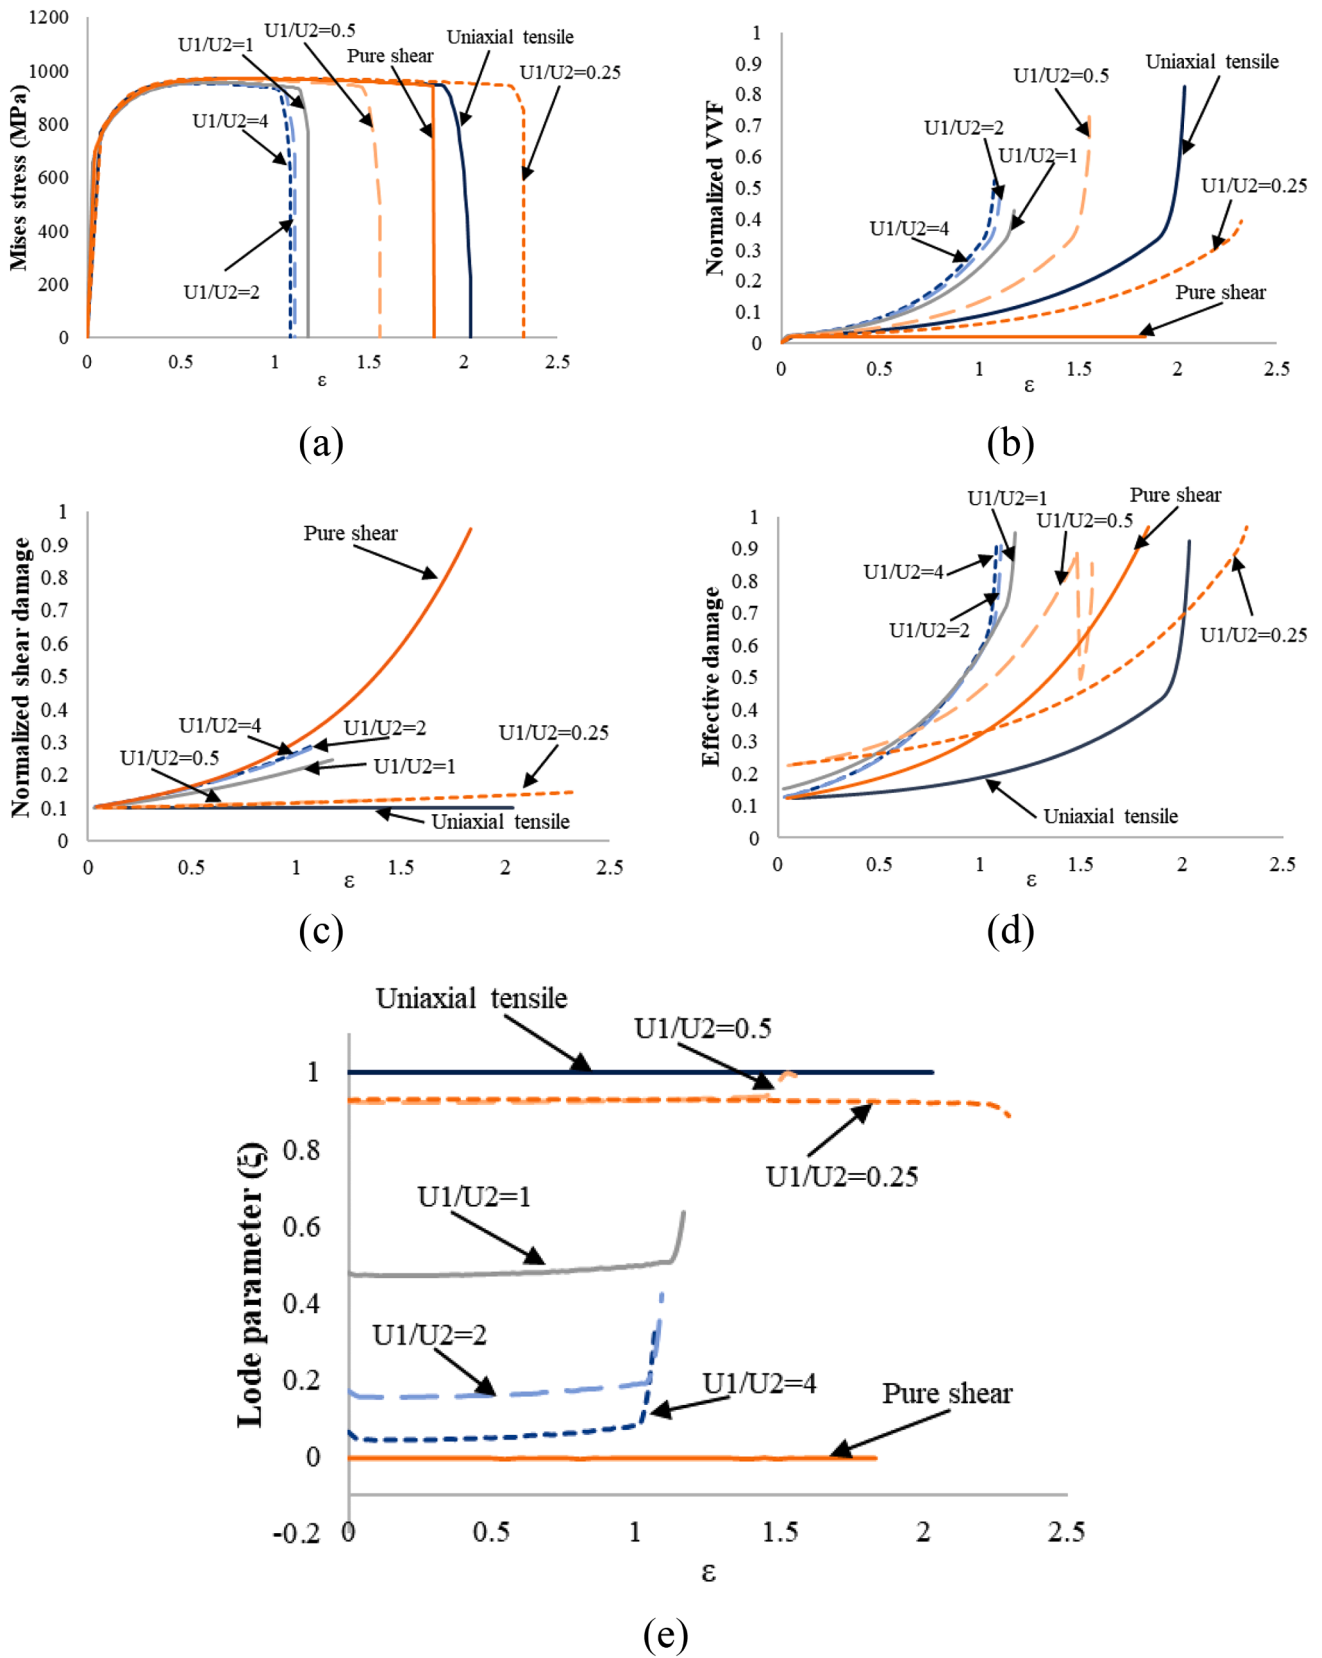 1200
1000
800
600
400
200
0
Mises stress (MPa)
U1/U2=1
U1/U2=0.5
Pure shear
Uniaxial tensile
U1/U2=0.25
U1/U2=4
U1/U2=2
0 0.5 1 1.5 2 2.5
ε
(a)
1
0.9
0.8
0.7
0.6
0.5
0.4
0.3
0.2
0.1
0
Normalized VVF
U1/U2=0.5
Uniaxial tensile
U1/U2=2
U1/U2=1
U1/U2=0.25
U1/U2=4
Pure shear
0 0.5 1 1.5 2 2.5
ε
(b)
1
0.9
0.8
0.7
0.6
0.5
0.4
0.3
0.2
0.1
0
Normalized shear damage
Pure shear
U1/U2=4
U1/U2=2
U1/U2=0.25
U1/U2=0.5
U1/U2=1
Uniaxial tensile
0 0.5 1 1.5 2 2.5
ε
(c)
1
0.9
0.8
0.7
0.6
0.5
0.4
0.3
0.2
0.1
0
Effective damage
U1/U2=1
Pure shear
U1/U2=0.5
U1/U2=4
U1/U2=2
U1/U2=0.25
Uniaxial tensile
0 0.5 1 1.5 2 2.5
ε
(d)
1
0.8
0.6
0.4
0.2
0
-0.2
Lode parameter (ξ)
Uniaxial tensile
U1/U2=0.5
U1/U2=0.25
U1/U2=1
U1/U2=2
U1/U2=4
Pure shear
0 0.5 1 1.5 2 2.5
ε
(e)